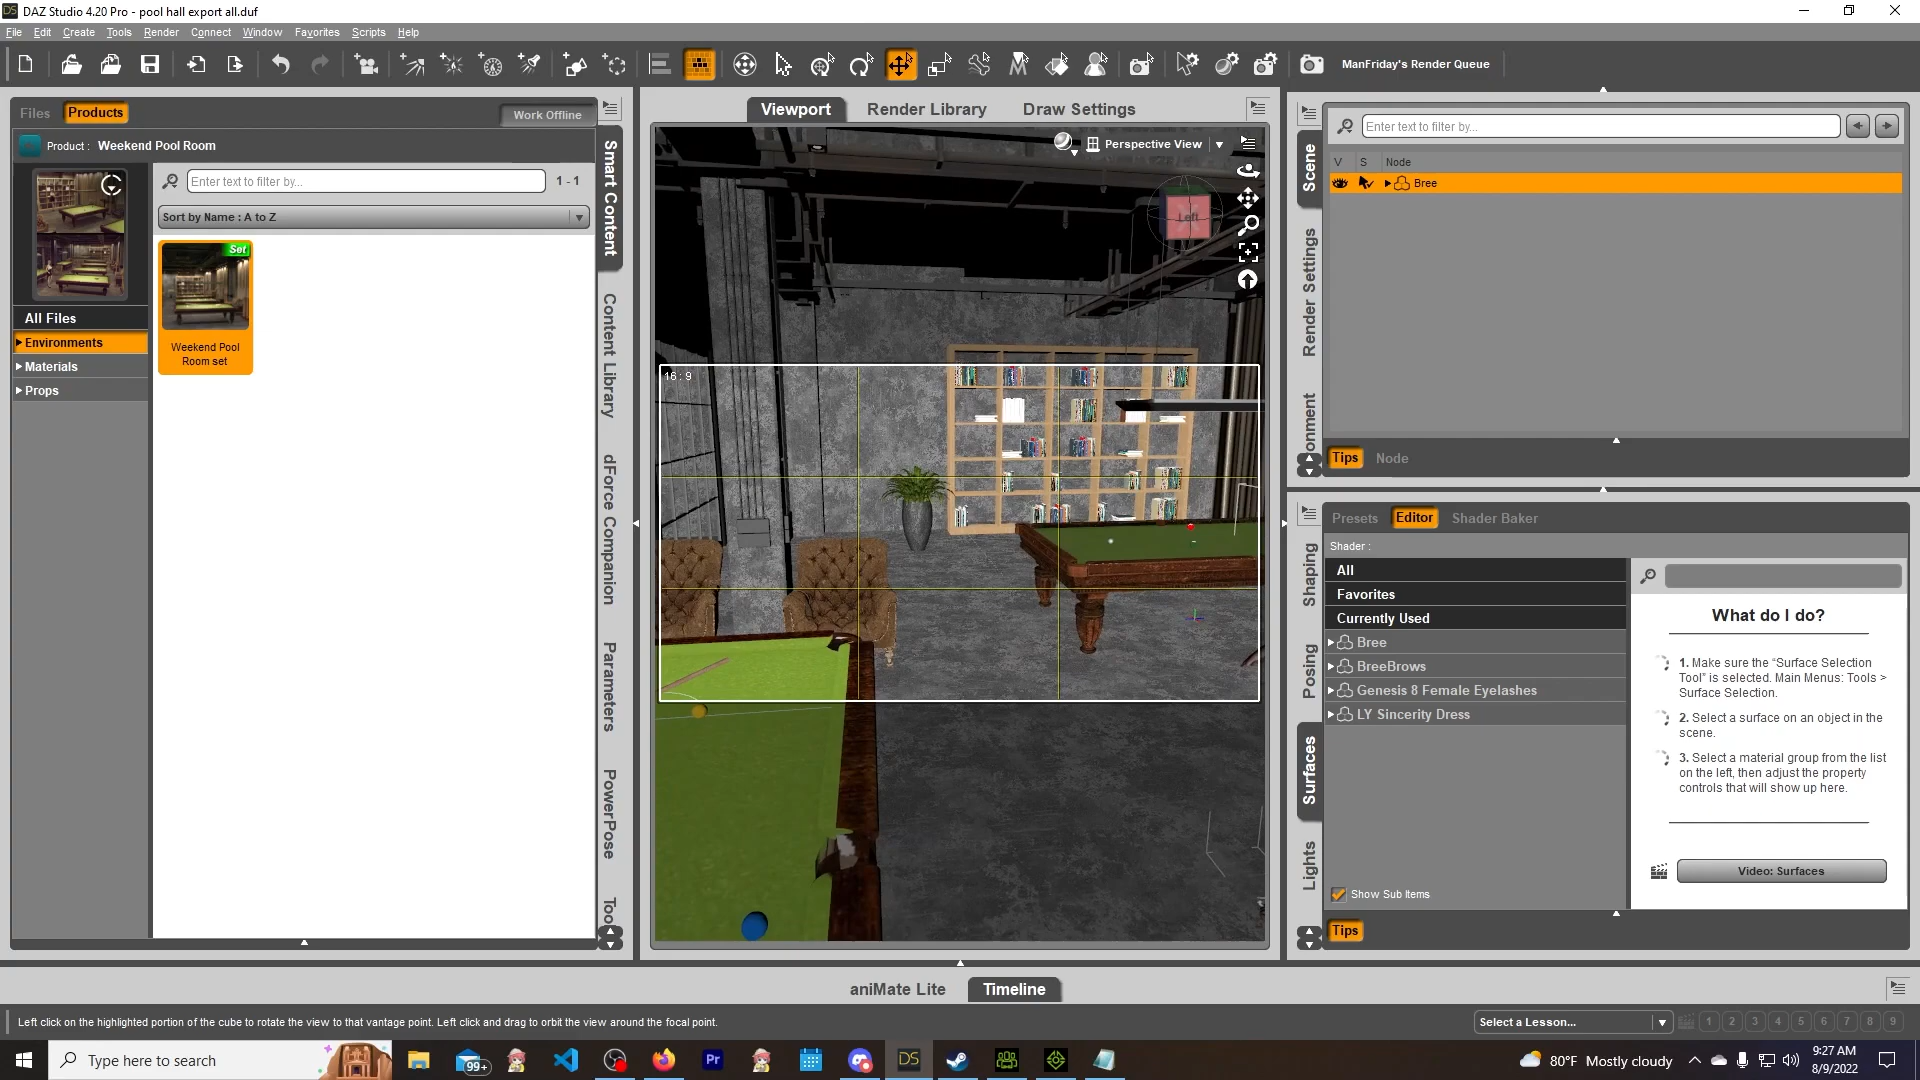 DAZ Studio 4.20 Pro - pool hall export all.duf
File Edit Create Tools Render Connect Window Favorites Scripts Help
ManFriday's Render Queue
Files Products Work Offline
Product : Weekend Pool Room
Enter text to filter by...
1 - 1
Sort by Name : A to Z
All Files
Environments
Materials
Props
Set
Weekend Pool
Room set
Smart Content
Content Library
dForce Companion
Parameters
PowerPose
Viewport Render Library Draw Settings
Perspective View
Left
16 : 9
Scene
Render Settings
Enter text to filter by...
V S Node
Bree
Tips Node
Shaping
Posing
Surfaces
Lights
Presets Editor Shader Baker
Shader :
All
Favorites
Currently Used
Bree
BreeBrows
Genesis 8 Female Eyelashes
LY Sincerity Dress
Show Sub Items
What do I do?
1. Make sure the "Surface Selection
Tool" is selected. Main Menus: Tools >
Surface Selection.
2. Select a surface on an object in the
scene.
3. Select a material group from the list
on the left, then adjust the property
controls that will show up here.
Video: Surfaces
Tips
aniMate Lite Timeline
Left click on the highlighted portion of the cube to rotate the view to that vantage point. Left click and drag to orbit the view around the focal point.
Select a Lesson...
1 2 3 4 5 6 7 8 9
Type here to search
99+
Pr
DS
80°F Mostly cloudy
9:27 AM
8/9/2022